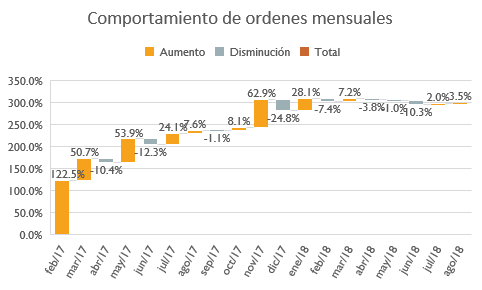 Comportamiento de ordenes mensuales
Aumento Disminución Total
350.0%
300.0%
250.0%
200.0%
150.0%
100.0%
50.0%
0.0%
122.5%
50.7%
-10.4%
53.9%
-12.3%
24.1%
7.6%
-1.1%
8.1%
62.9%
-24.8%
28.1%
-7.4%
7.2%
-3.8%
-1.0%
-10.3%
2.0%
3.5%
feb/17
mar/17
abr/17
may/17
jun/17
jul/17
ago/17
sep/17
oct/17
nov/17
dic/17
ene/18
feb/18
mar/18
abr/18
may/18
jun/18
jul/18
ago/18